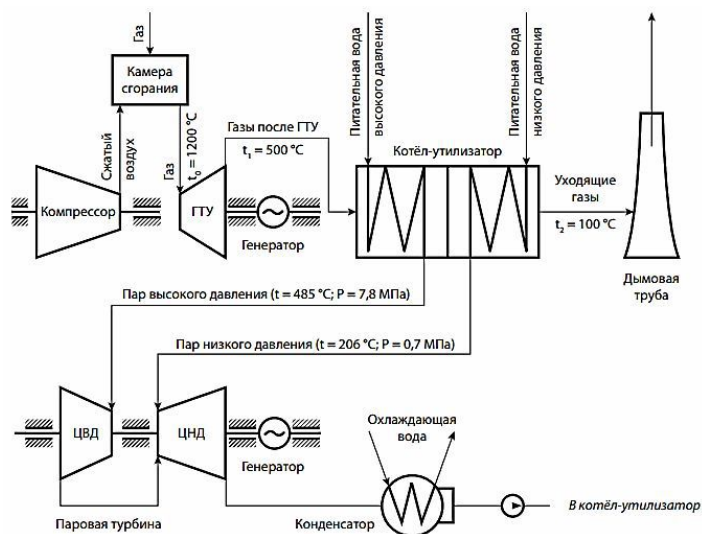 Газ
Камера
сгорания
Сжатый
воздух
Газ
t₀ = 1200 °С
Газы после ГТУ
t₁ = 500 °С
Питательная вода
высокого давления
Питательная вода
низкого давления
Котёл-утилизатор
Компрессор
ГТУ
Генератор
Уходящие
газы
t₂ = 100 °С
Дымовая
труба
Пар высокого давления (t = 485 °С; Р = 7,8 МПа)
Пар низкого давления (t = 206 °С; Р = 0,7 МПа)
ЦВД
ЦНД
Генератор
Охлаждающая
вода
Паровая турбина
Конденсатор
В котёл-утилизатор